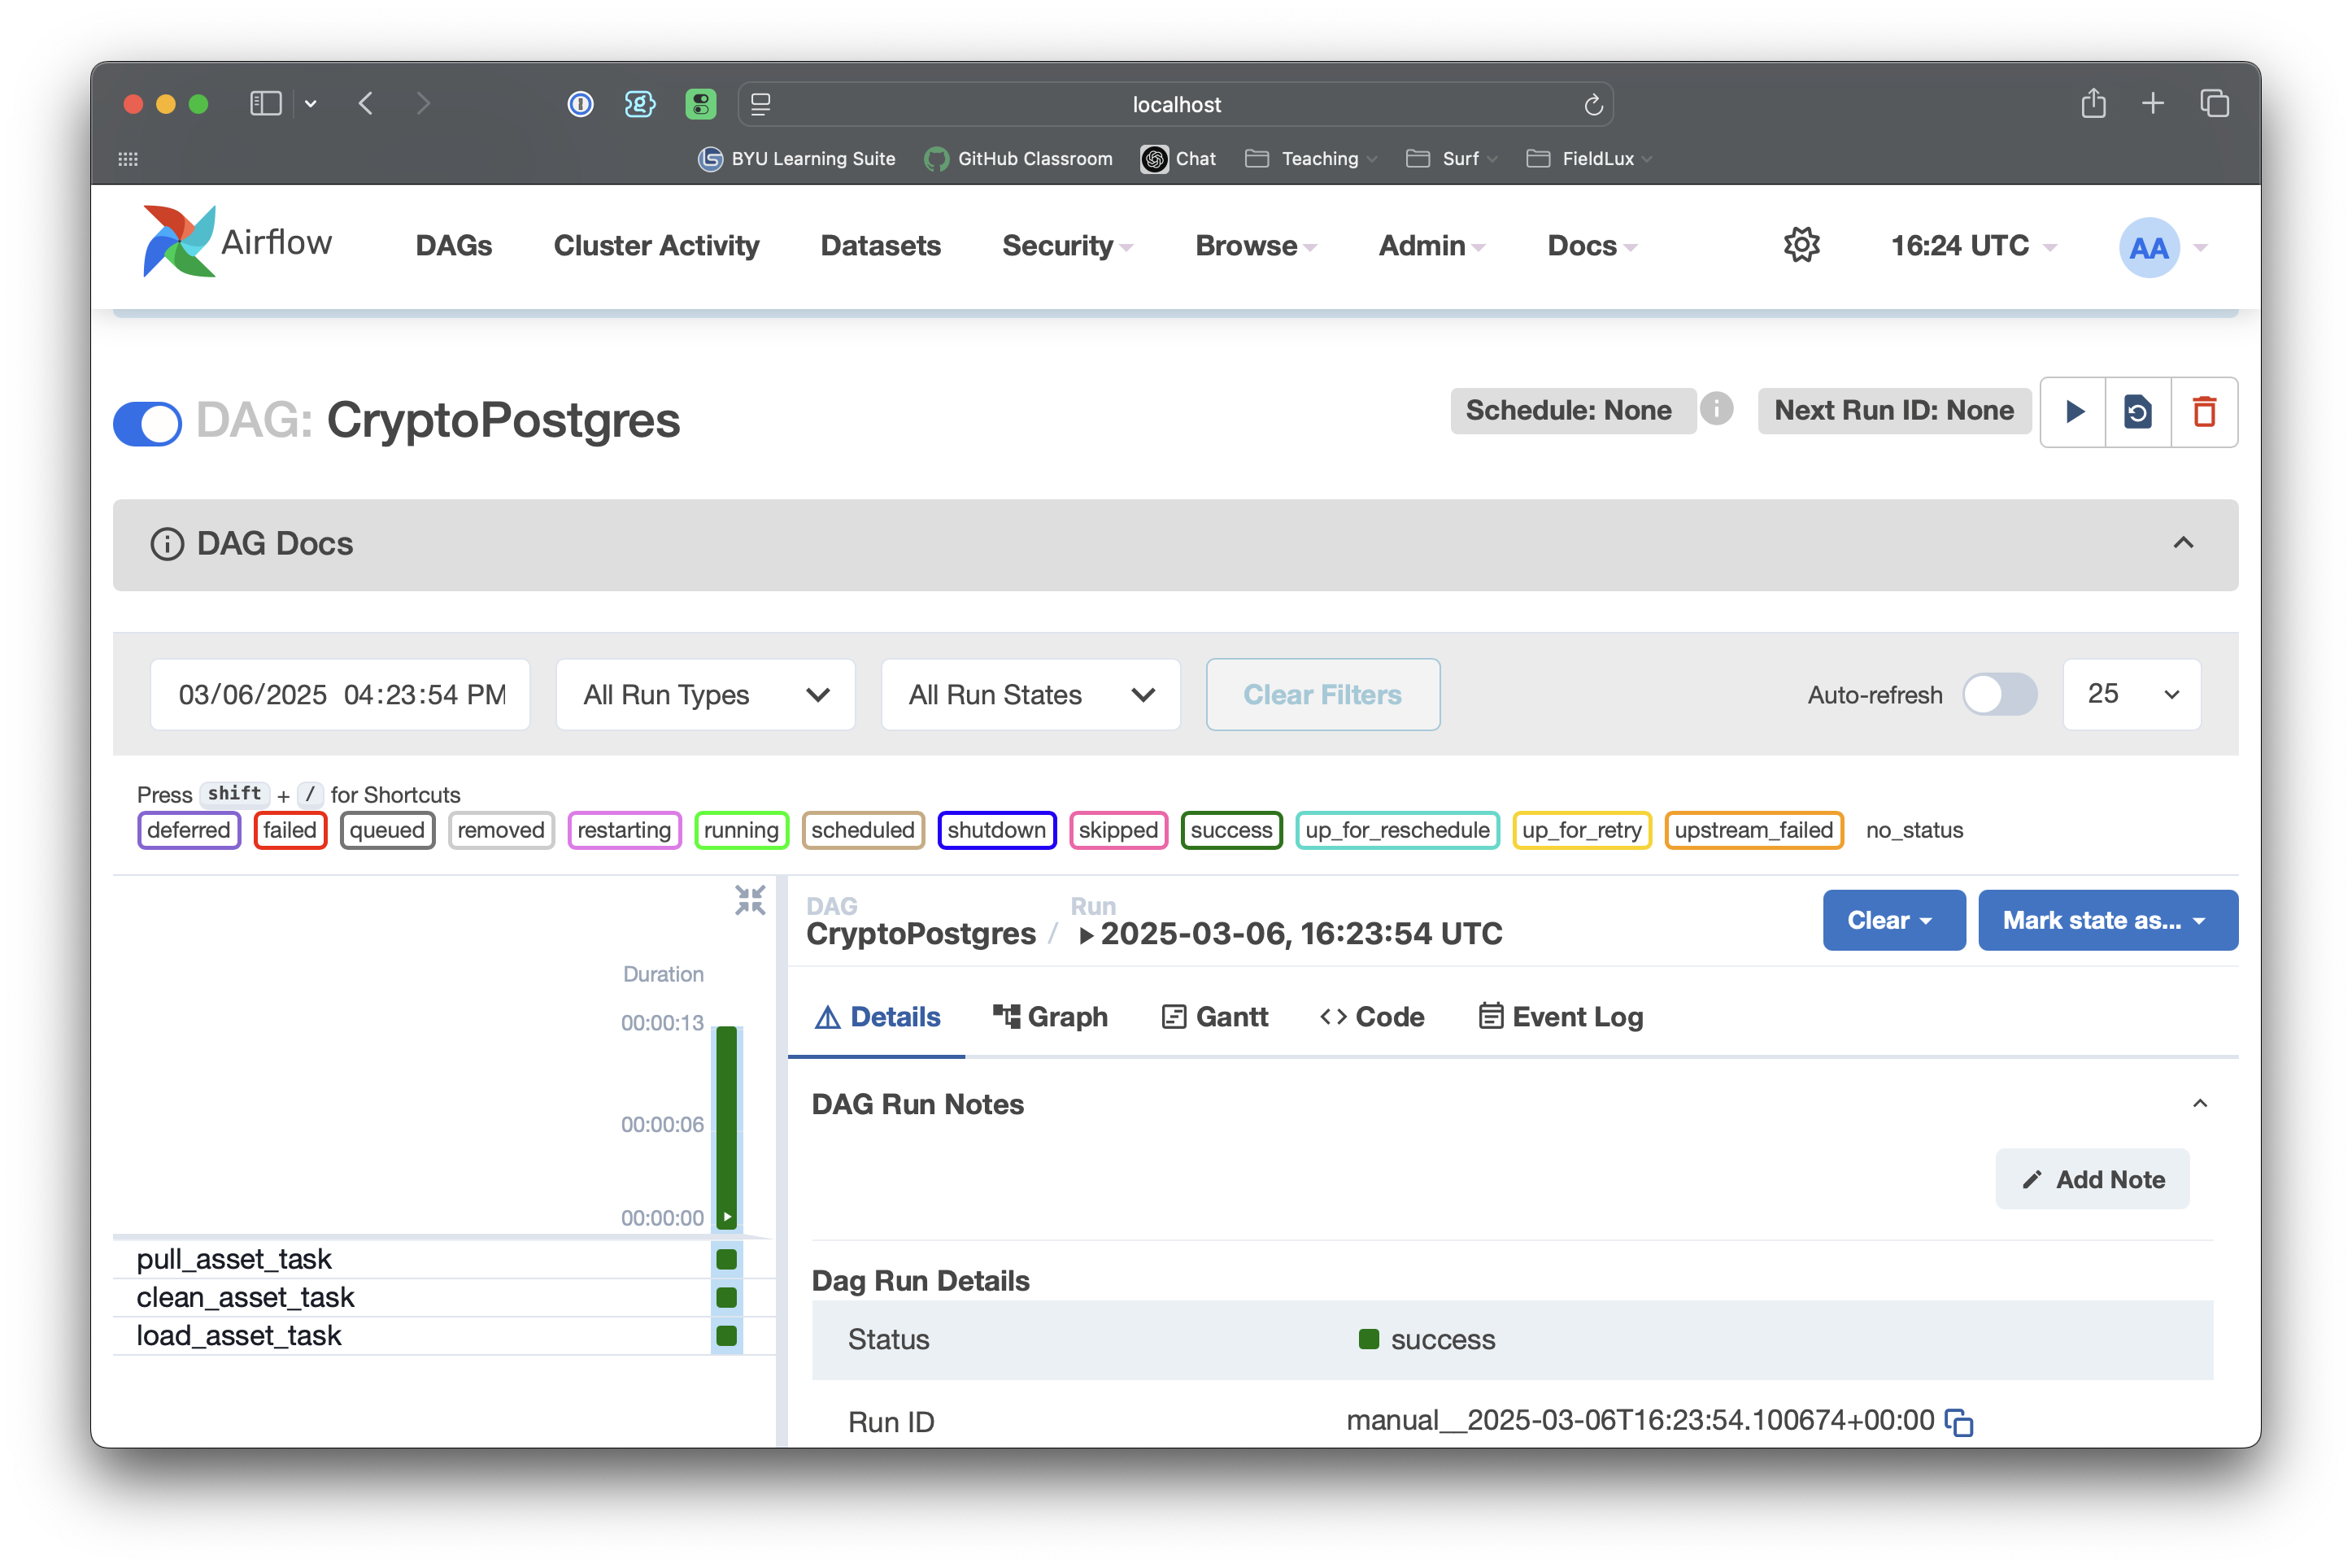 localhost
BYU Learning Suite GitHub Classroom Chat Teaching Surf FieldLux
Airflow DAGs Cluster Activity Datasets Security Browse Admin Docs 16:24 UTC AA
DAG: CryptoPostgres Schedule: None Next Run ID: None
DAG Docs
03/06/2025 04:23:54 PM All Run Types All Run States Clear Filters Auto-refresh 25
Press shift + / for Shortcuts
deferred failed queued removed restarting running scheduled shutdown skipped success up_for_reschedule up_for_retry upstream_failed no_status
DAG Run
CryptoPostgres / 2025-03-06, 16:23:54 UTC Clear Mark state as...
Details Graph Gantt Code Event Log
Duration
00:00:13
00:00:06
00:00:00
pull_asset_task
clean_asset_task
load_asset_task
DAG Run Notes
Add Note
Dag Run Details
Status success
Run ID manual__2025-03-06T16:23:54.100674+00:00